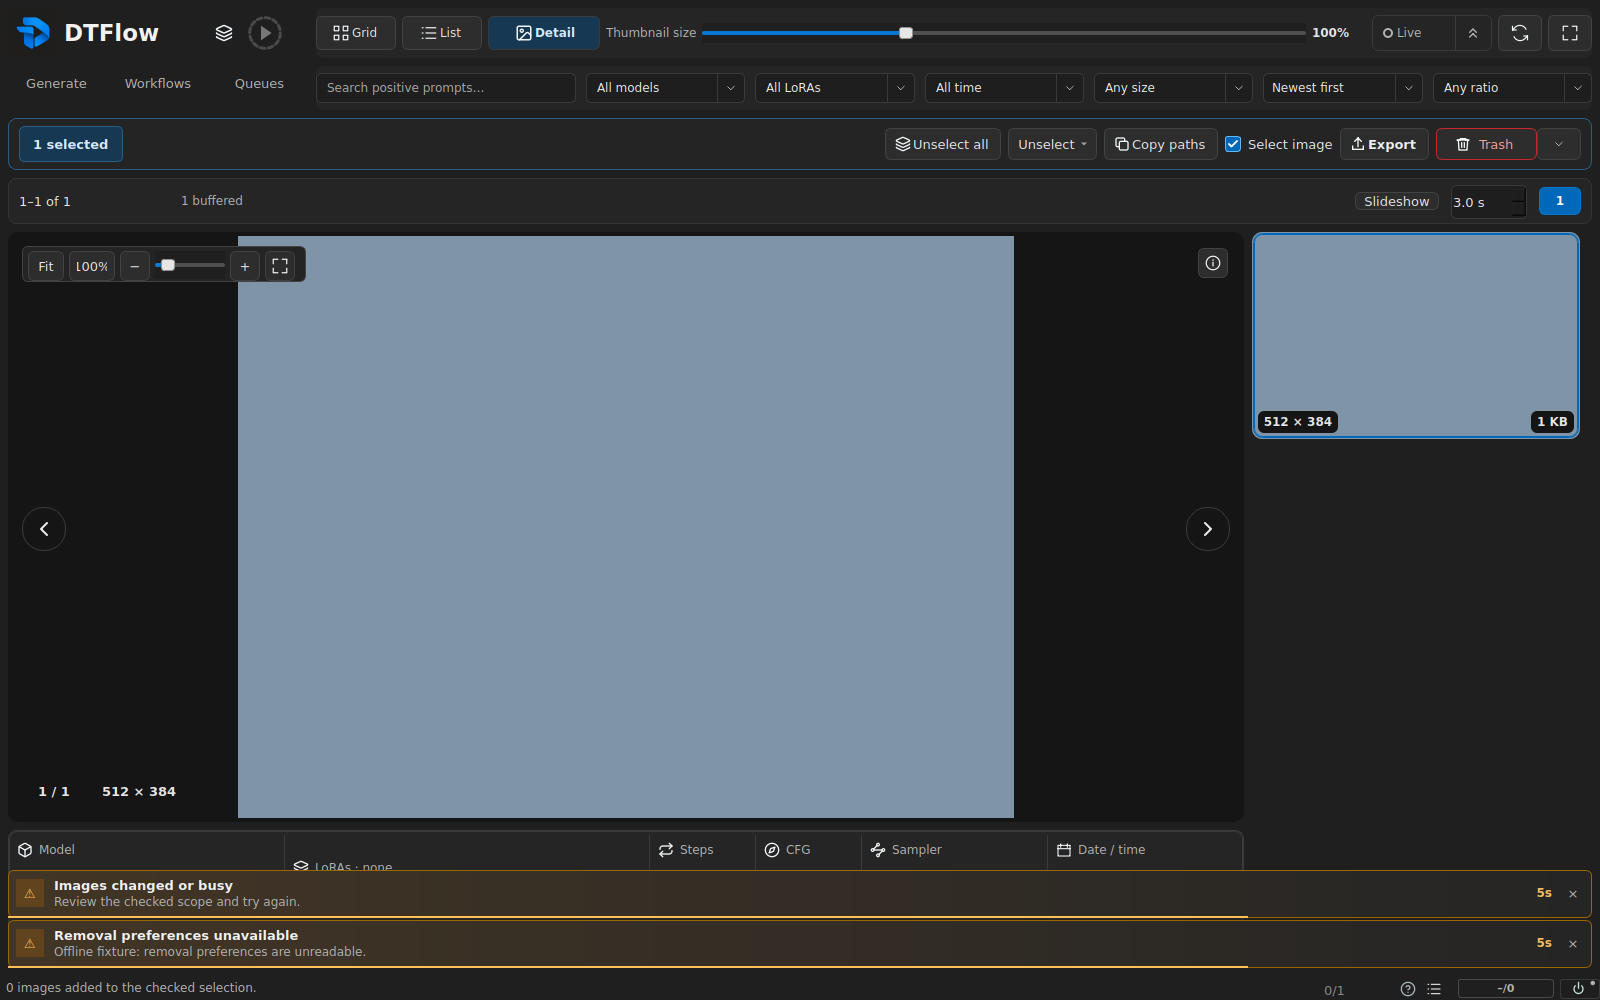 DTFlow
Grid
List
Detail
Thumbnail size
100%
Live
Generate
Workflows
Queues
Search positive prompts...
All models
All LoRAs
All time
Any size
Newest first
Any ratio
1 selected
Unselect all
Unselect
Copy paths
Select image
Export
Trash
1–1 of 1
1 buffered
Slideshow
3.0 s
1
Fit
100%
−
+
512 × 384
1 KB
1 / 1
512 × 384
Model
LoRAs · none
Steps
CFG
Sampler
Date / time
Images changed or busy
Review the checked scope and try again.
5s
×
Removal preferences unavailable
Offline fixture: removal preferences are unreadable.
5s
×
0 images added to the checked selection.
0/1
–/0